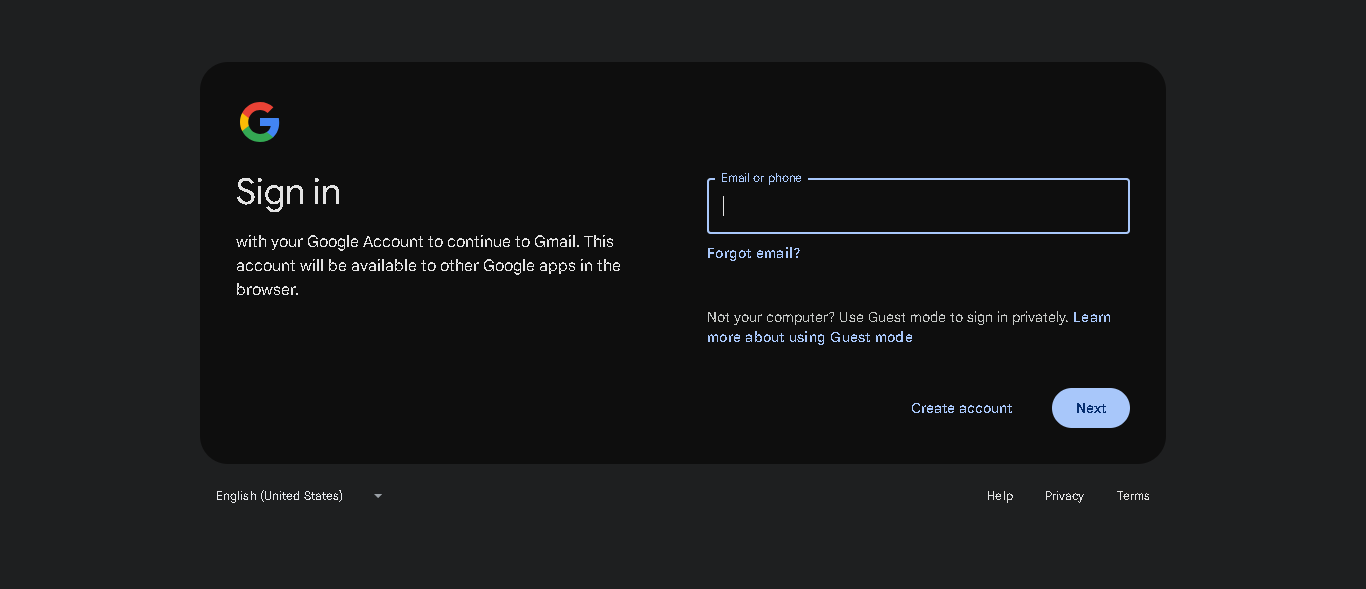 Sign in
with your Google Account to continue to Gmail. This
account will be available to other Google apps in the
browser.
Email or phone
Forgot email?
Not your computer? Use Guest mode to sign in privately. Learn
more about using Guest mode
Create account
Next
English (United States)
Help
Privacy
Terms